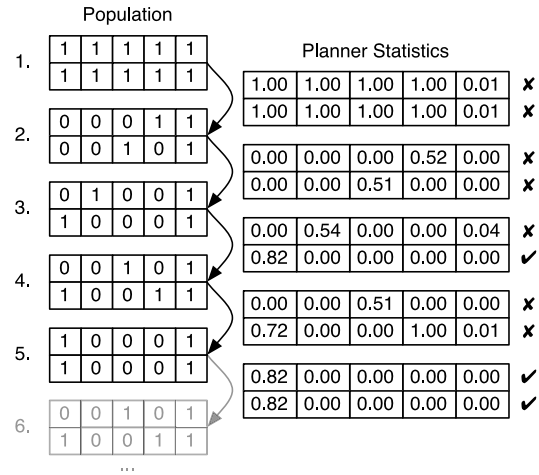 Population
Planner Statistics
1.
1 1 1 1 1
1 1 1 1 1
1.00 1.00 1.00 1.00 0.01 ✘
1.00 1.00 1.00 1.00 0.01 ✘
2.
0 0 0 1 1
0 0 1 0 1
0.00 0.00 0.00 0.52 0.00 ✘
0.00 0.00 0.51 0.00 0.00 ✘
3.
0 1 0 0 1
1 0 0 0 1
0.00 0.54 0.00 0.00 0.04 ✘
0.82 0.00 0.00 0.00 0.00 ✔
4.
0 0 1 0 1
1 0 0 1 1
0.00 0.00 0.51 0.00 0.00 ✘
0.72 0.00 0.00 1.00 0.01 ✘
5.
1 0 0 0 1
1 0 0 0 1
0.82 0.00 0.00 0.00 0.00 ✔
0.82 0.00 0.00 0.00 0.00 ✔
6.
0 0 1 0 1
1 0 0 1 1
...